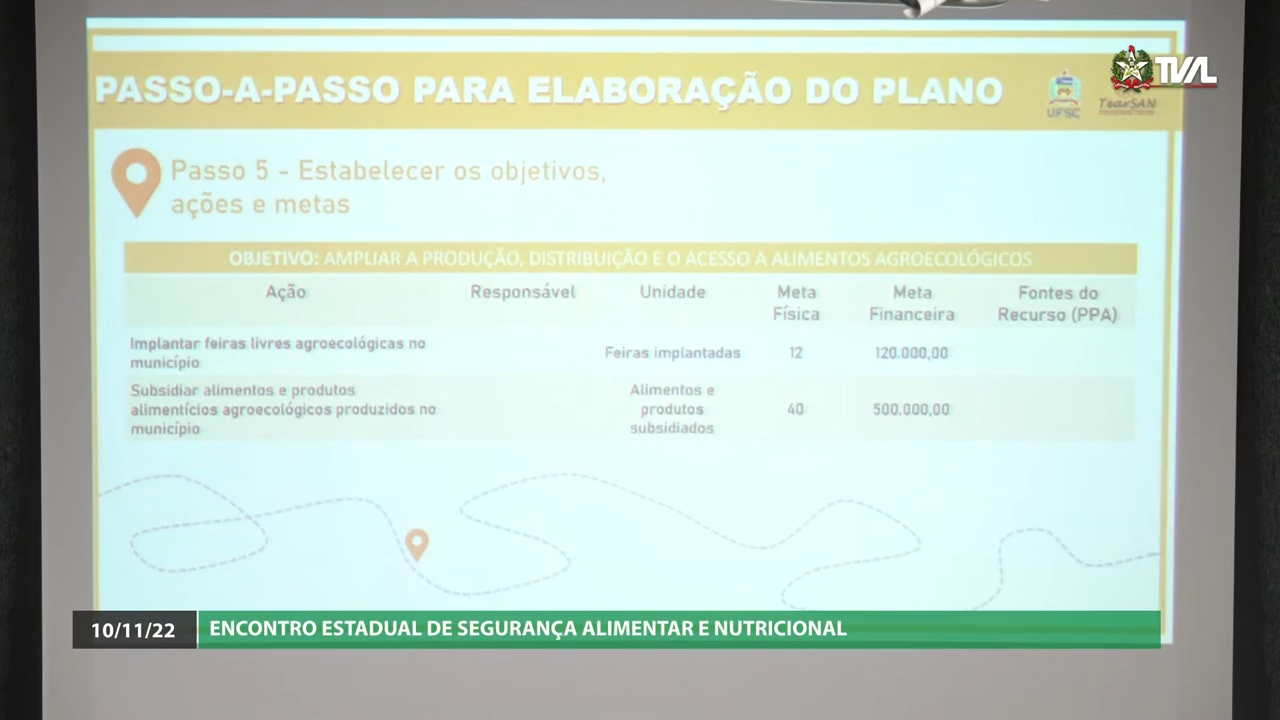 PASSO-A-PASSO PARA ELABORAÇÃO DO PLANO
UFSC
TearSAN
TVAL
Passo 5 - Estabelecer os objetivos,
ações e metas
OBJETIVO: AMPLIAR A PRODUÇÃO, DISTRIBUIÇÃO E O ACESSO A ALIMENTOS AGROECOLÓGICOS
Ação Responsável Unidade Meta Física Meta Financeira Fontes do Recurso (PPA)
Implantar feiras livres agroecológicas no
município
Feiras implantadas 12 120.000,00
Subsidiar alimentos e produtos
alimentícios agroecológicos produzidos no
município
Alimentos e
produtos
subsidiados
40 500.000,00
10/11/22 ENCONTRO ESTADUAL DE SEGURANÇA ALIMENTAR E NUTRICIONAL